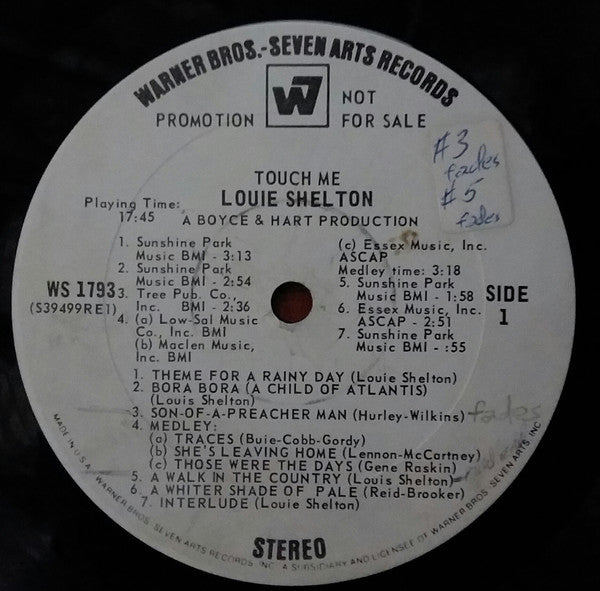 WARNER BROS.-SEVEN ARTS RECORDS
W7
PROMOTION NOT FOR SALE
#3
fades
#5
fades
TOUCH ME
LOUIE SHELTON
A BOYCE & HART PRODUCTION
Playing Time:
17:45
1. Sunshine Park
Music BMI - 3:13
2. Sunshine Park
Music BMI - 2:54
3. Tree Pub. Co.,
Inc. BMI - 2:36
4. (a) Low-Sal Music
Co., Inc. BMI
(b) Maclen Music,
Inc. BMI
(c) Essex Music, Inc.
ASCAP
Medley time: 3:18
5. Sunshine Park
Music BMI - 1:58
6. Essex Music, Inc.
ASCAP - 2:51
7. Sunshine Park
Music BMI - :55
WS 1793
(S39499RE1)
SIDE
1
1. THEME FOR A RAINY DAY (Louie Shelton)
2. BORA BORA (A CHILD OF ATLANTIS)
(Louis Shelton)
3. SON-OF-A-PREACHER MAN (Hurley-Wilkins) fades
4. MEDLEY:
(a) TRACES (Buie-Cobb-Gordy)
(b) SHE'S LEAVING HOME (Lennon-McCartney)
(c) THOSE WERE THE DAYS (Gene Raskin)
5. A WALK IN THE COUNTRY (Louis Shelton)
6. A WHITER SHADE OF PALE (Reid-Brooker)
7. INTERLUDE (Louie Shelton)
STEREO
MADE IN U.S.A. WARNER BROS. SEVEN ARTS RECORDS, INC. A SUBSIDIARY AND LICENSEE OF WARNER BROS. SEVEN ARTS, INC.